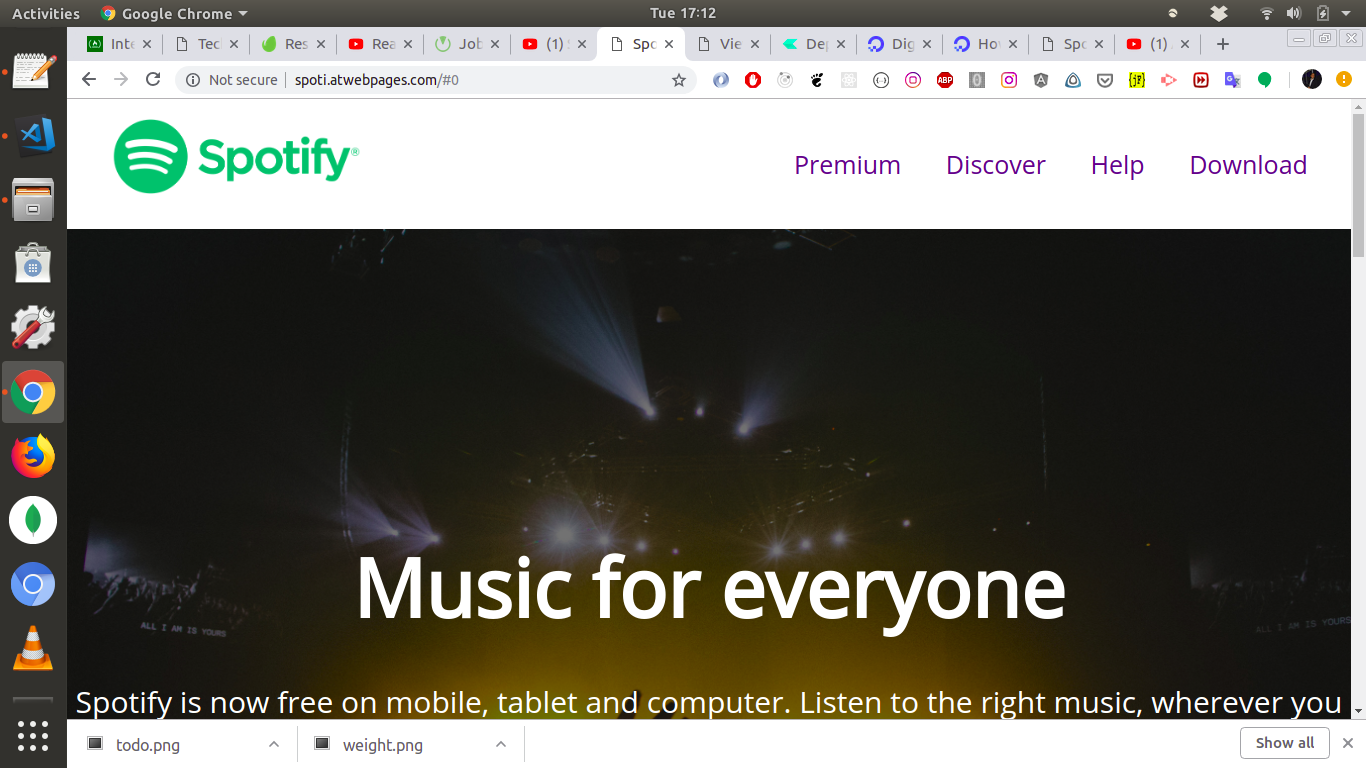 Activities
Google Chrome
Tue 17:12
Inte
Tec
Res
Rea
Job
(1)
Spo
Vie
De
Dig
Ho
Spo
(1)
Not secure
spoti.atwebpages.com/#0
ABP
Spotify®
Premium
Discover
Help
Download
ALL I AM IS YOURS
ALL I AM IS YOURS
Music for everyone
Spotify is now free on mobile, tablet and computer. Listen to the right music, wherever you
todo.png
weight.png
Show all